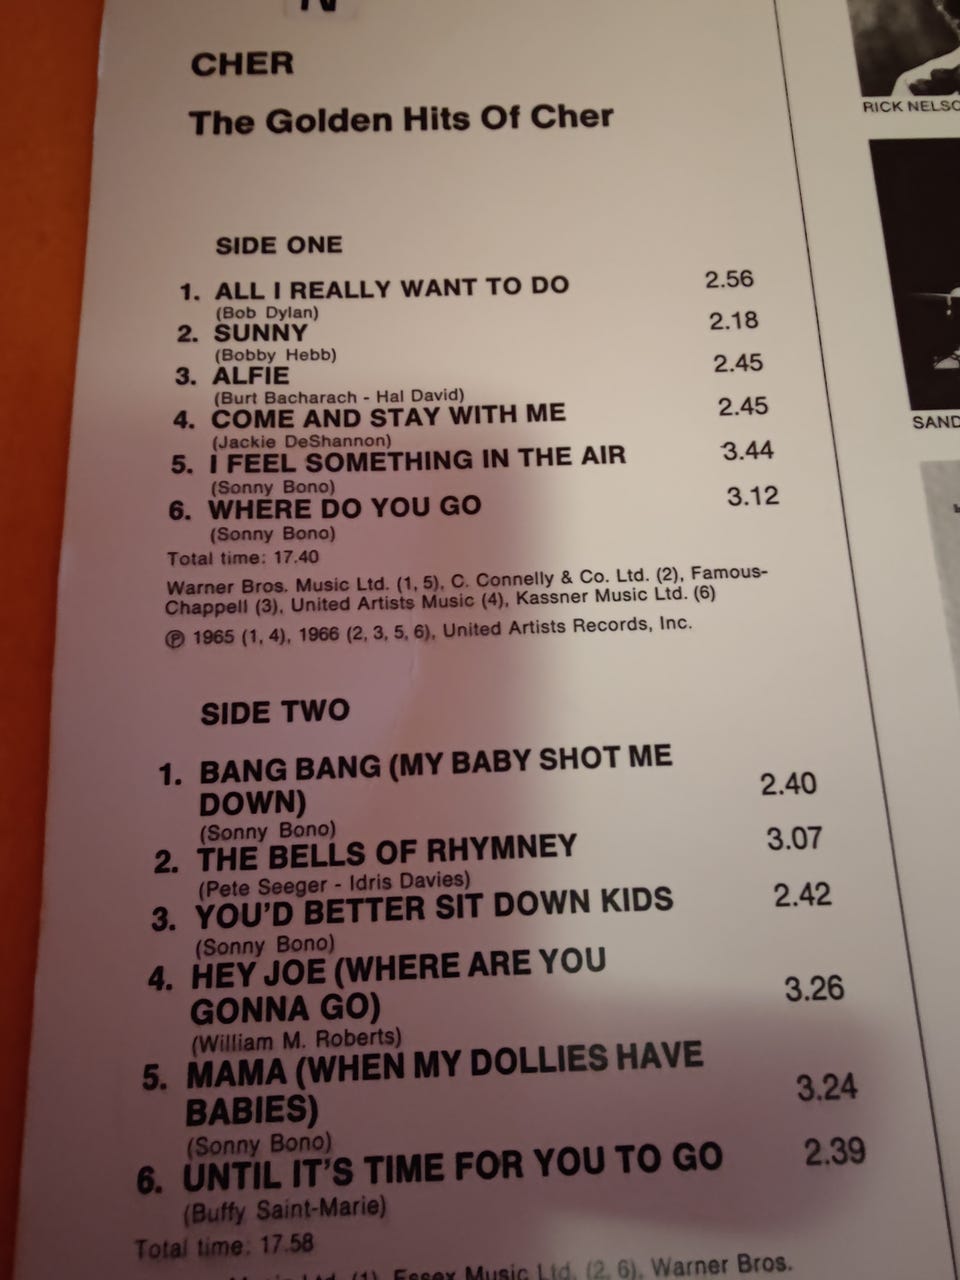 CHER
The Golden Hits Of Cher
SIDE ONE
1. ALL I REALLY WANT TO DO 2.56
(Bob Dylan)
2. SUNNY 2.18
(Bobby Hebb)
3. ALFIE 2.45
(Burt Bacharach - Hal David)
4. COME AND STAY WITH ME 2.45
(Jackie DeShannon)
5. I FEEL SOMETHING IN THE AIR 3.44
(Sonny Bono)
6. WHERE DO YOU GO 3.12
(Sonny Bono)
Total time: 17.40
Warner Bros. Music Ltd. (1, 5), C. Connelly & Co. Ltd. (2), Famous-
Chappell (3), United Artists Music (4), Kassner Music Ltd. (6)
℗ 1965 (1, 4), 1966 (2, 3, 5, 6), United Artists Records, Inc.
SIDE TWO
1. BANG BANG (MY BABY SHOT ME
DOWN) 2.40
(Sonny Bono)
2. THE BELLS OF RHYMNEY 3.07
(Pete Seeger - Idris Davies)
3. YOU'D BETTER SIT DOWN KIDS 2.42
(Sonny Bono)
4. HEY JOE (WHERE ARE YOU
GONNA GO) 3.26
(William M. Roberts)
5. MAMA (WHEN MY DOLLIES HAVE
BABIES) 3.24
(Sonny Bono)
6. UNTIL IT'S TIME FOR YOU TO GO 2.39
(Buffy Saint-Marie)
Total time: 17.58
Ltd. (1), Essex Music Ltd. (2, 6), Warner Bros.
RICK NELSO
SAND